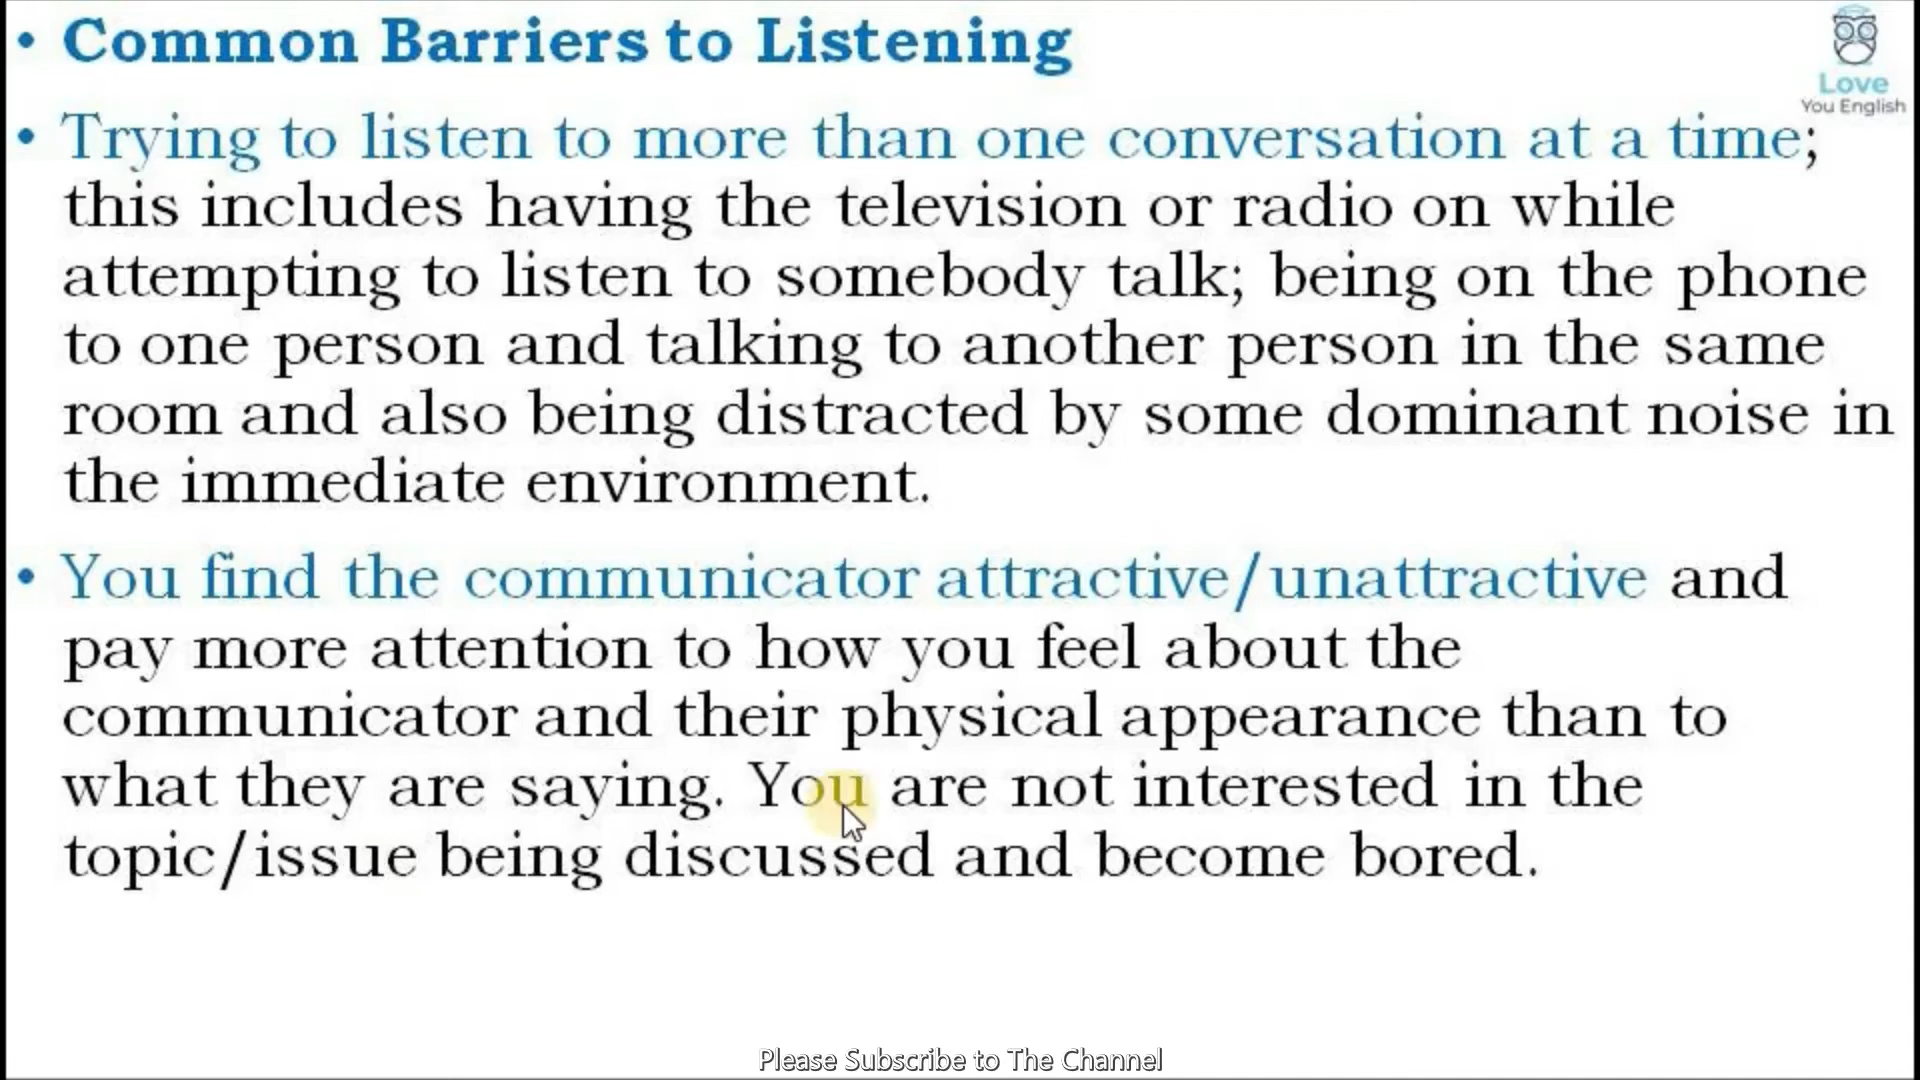 • Common Barriers to Listening
Love
You English
• Trying to listen to more than one conversation at a time;
this includes having the television or radio on while
attempting to listen to somebody talk; being on the phone
to one person and talking to another person in the same
room and also being distracted by some dominant noise in
the immediate environment.
• You find the communicator attractive/unattractive and
pay more attention to how you feel about the
communicator and their physical appearance than to
what they are saying. You are not interested in the
topic/issue being discussed and become bored.
Please Subscribe to The Channel